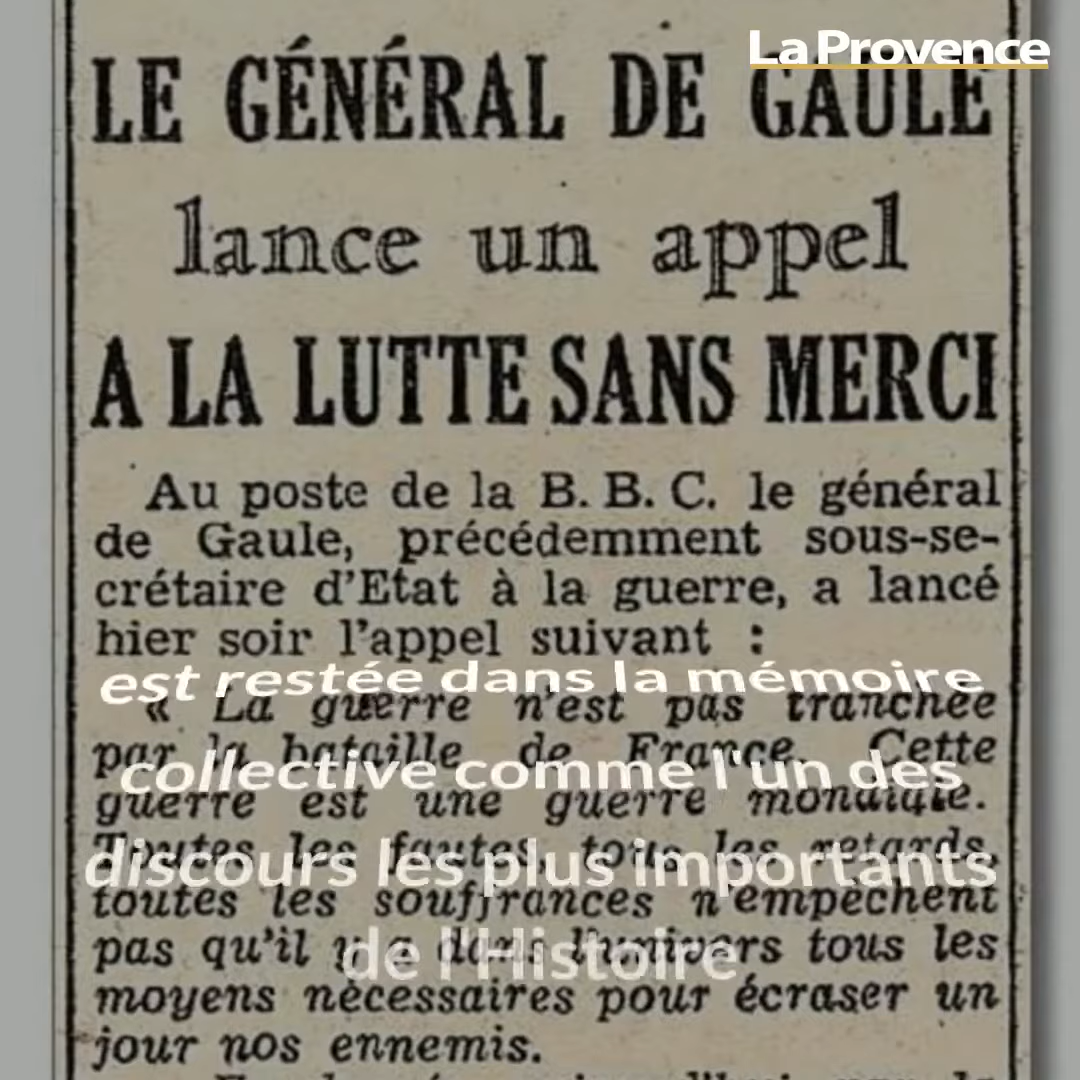 La Provence
LE GÉNÉRAL DE GAULE
lance un appel
A LA LUTTE SANS MERCI
Au poste de la B. B. C. le général
de Gaule, précédemment sous-se-
crétaire d'Etat à la guerre, a lancé
hier soir l'appel suivant :
est restée dans la mémoire
« La guerre n'est pas tranchée
par la bataille de France. Cette
collective comme l'un des
guerre est une guerre mondiale.
Toutes les fautes, tous les retards,
discours les plus importants
toutes les souffrances n'empêchent
pas qu'il y a dans l'univers tous les
de l'Histoire
moyens nécessaires pour écraser un
jour nos ennemis.